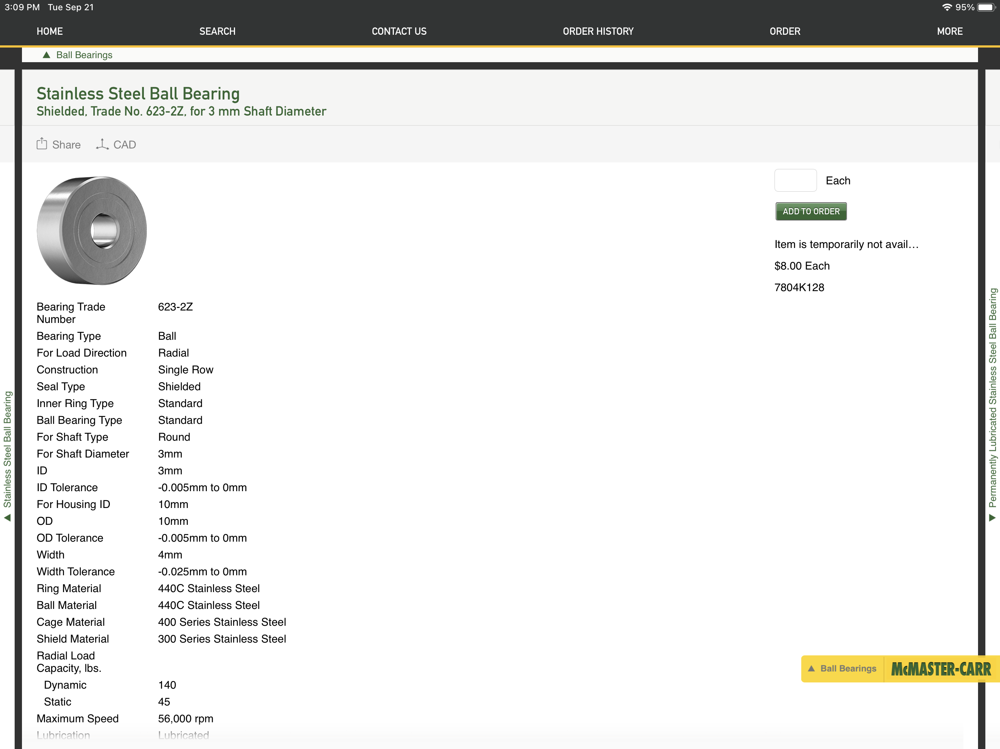 3:09 PM Tue Sep 21
95%
HOME SEARCH CONTACT US ORDER HISTORY ORDER MORE
Ball Bearings
Stainless Steel Ball Bearing
Shielded, Trade No. 623-2Z, for 3 mm Shaft Diameter
Share CAD
Each
ADD TO ORDER
Item is temporarily not avail…
$8.00 Each
7804K128
Bearing Trade
Number 623-2Z
Bearing Type Ball
For Load Direction Radial
Construction Single Row
Seal Type Shielded
Inner Ring Type Standard
Ball Bearing Type Standard
For Shaft Type Round
For Shaft Diameter 3mm
ID 3mm
ID Tolerance -0.005mm to 0mm
For Housing ID 10mm
OD 10mm
OD Tolerance -0.005mm to 0mm
Width 4mm
Width Tolerance -0.025mm to 0mm
Ring Material 440C Stainless Steel
Ball Material 440C Stainless Steel
Cage Material 400 Series Stainless Steel
Shield Material 300 Series Stainless Steel
Radial Load
Capacity, lbs.
Dynamic 140
Static 45
Maximum Speed 56,000 rpm
Lubrication Lubricated
Stainless Steel Ball Bearing
Permanently Lubricated Stainless Steel Ball Bearing
Ball Bearings McMASTER-CARR